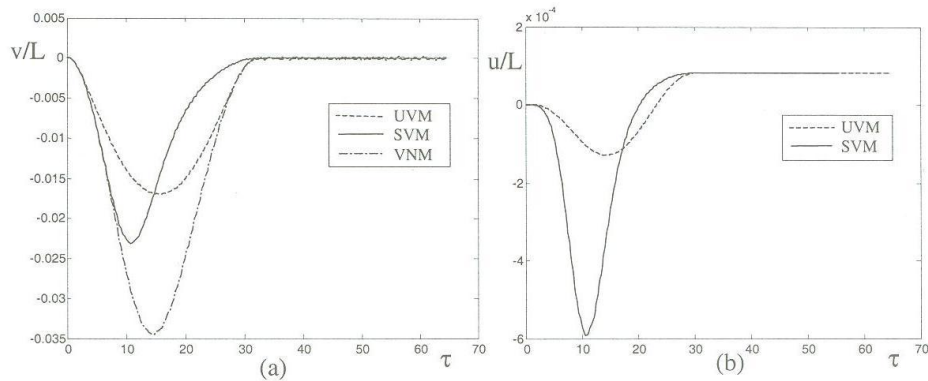 0.005
v/L
0
-0.005
-0.01
-0.015
-0.02
-0.025
-0.03
-0.035
UVM
SVM
VNM
0 10 20 30 40 50 60 70
(a) τ
2 x 10⁻⁴
u/L
0
-2
-4
-6
UVM
SVM
0 10 20 30 40 50 60 70
(b) τ